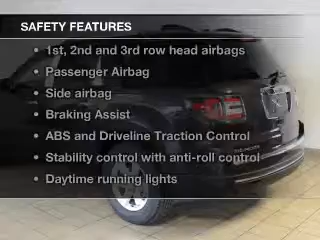 SAFETY FEATURES
• 1st, 2nd and 3rd row head airbags
• Passenger Airbag
• Side airbag
• Braking Assist
• ABS and Driveline Traction Control
• Stability control with anti-roll control
• Daytime running lights